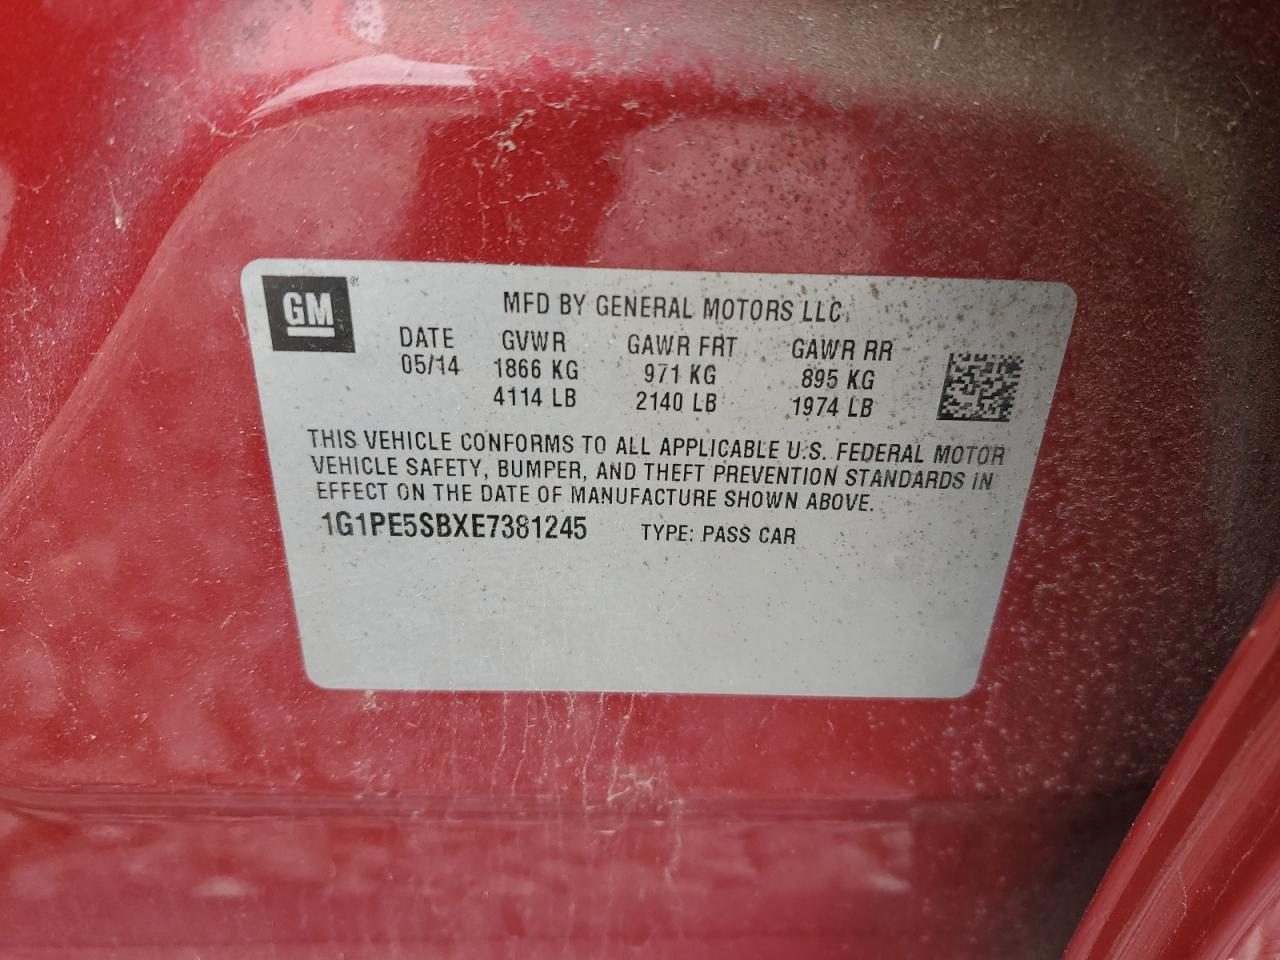 GM ®
MFD BY GENERAL MOTORS LLC
DATE GVWR GAWR FRT GAWR RR
05/14 1866 KG 971 KG 895 KG
4114 LB 2140 LB 1974 LB
THIS VEHICLE CONFORMS TO ALL APPLICABLE U.S. FEDERAL MOTOR
VEHICLE SAFETY, BUMPER, AND THEFT PREVENTION STANDARDS IN
EFFECT ON THE DATE OF MANUFACTURE SHOWN ABOVE.
1G1PE5SBXE7381245 TYPE: PASS CAR